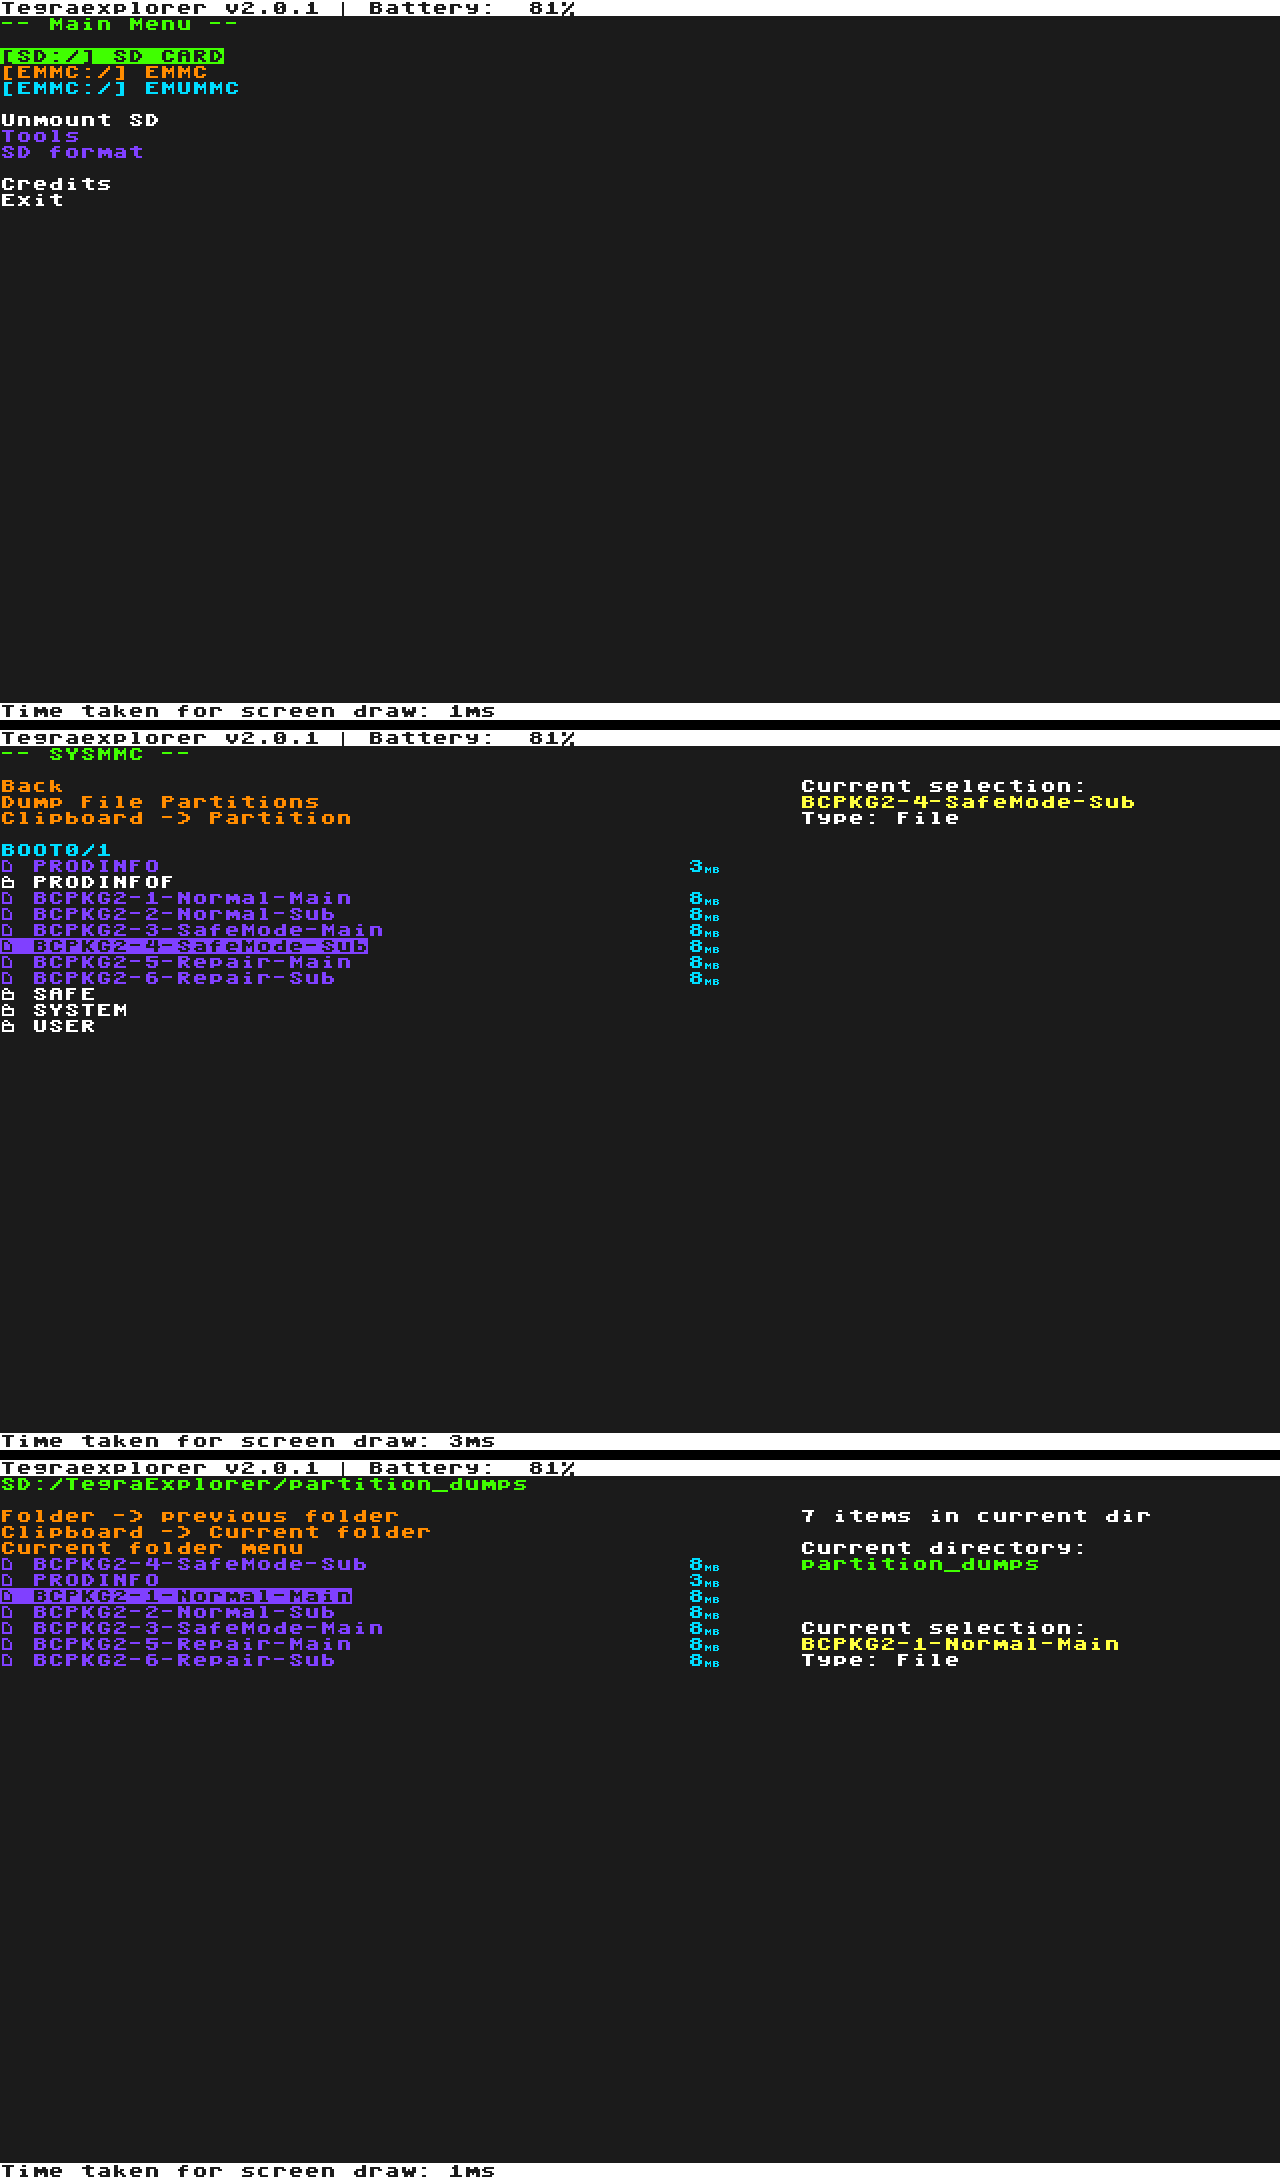 Tegraexplorer v2.0.1 | Battery:  81%
-- Main Menu --
[SD:/] SD CARD
[EMMC:/] EMMC
[EMMC:/] EMUMMC
Unmount SD
Tools
SD format
Credits
Exit
Time taken for screen draw: 1ms
Tegraexplorer v2.0.1 | Battery:  81%
-- SYSMMC --
Back Current selection:
Dump File Partitions BCPKG2-4-SafeMode-Sub
Clipboard -> Partition Type: File
BOOT0/1
PRODINFO 3MB
PRODINFOF
BCPKG2-1-Normal-Main 8MB
BCPKG2-2-Normal-Sub 8MB
BCPKG2-3-SafeMode-Main 8MB
BCPKG2-4-SafeMode-Sub 8MB
BCPKG2-5-Repair-Main 8MB
BCPKG2-6-Repair-Sub 8MB
SAFE
SYSTEM
USER
Time taken for screen draw: 3ms
Tegraexplorer v2.0.1 | Battery:  81%
SD:/TegraExplorer/partition_dumps
Folder -> previous folder 7 items in current dir
Clipboard -> Current folder
Current folder menu Current directory:
BCPKG2-4-SafeMode-Sub 8MB partition_dumps
PRODINFO 3MB
BCPKG2-1-Normal-Main 8MB
BCPKG2-2-Normal-Sub 8MB
BCPKG2-3-SafeMode-Main 8MB Current selection:
BCPKG2-5-Repair-Main 8MB BCPKG2-1-Normal-Main
BCPKG2-6-Repair-Sub 8MB Type: File
Time taken for screen draw: 1ms